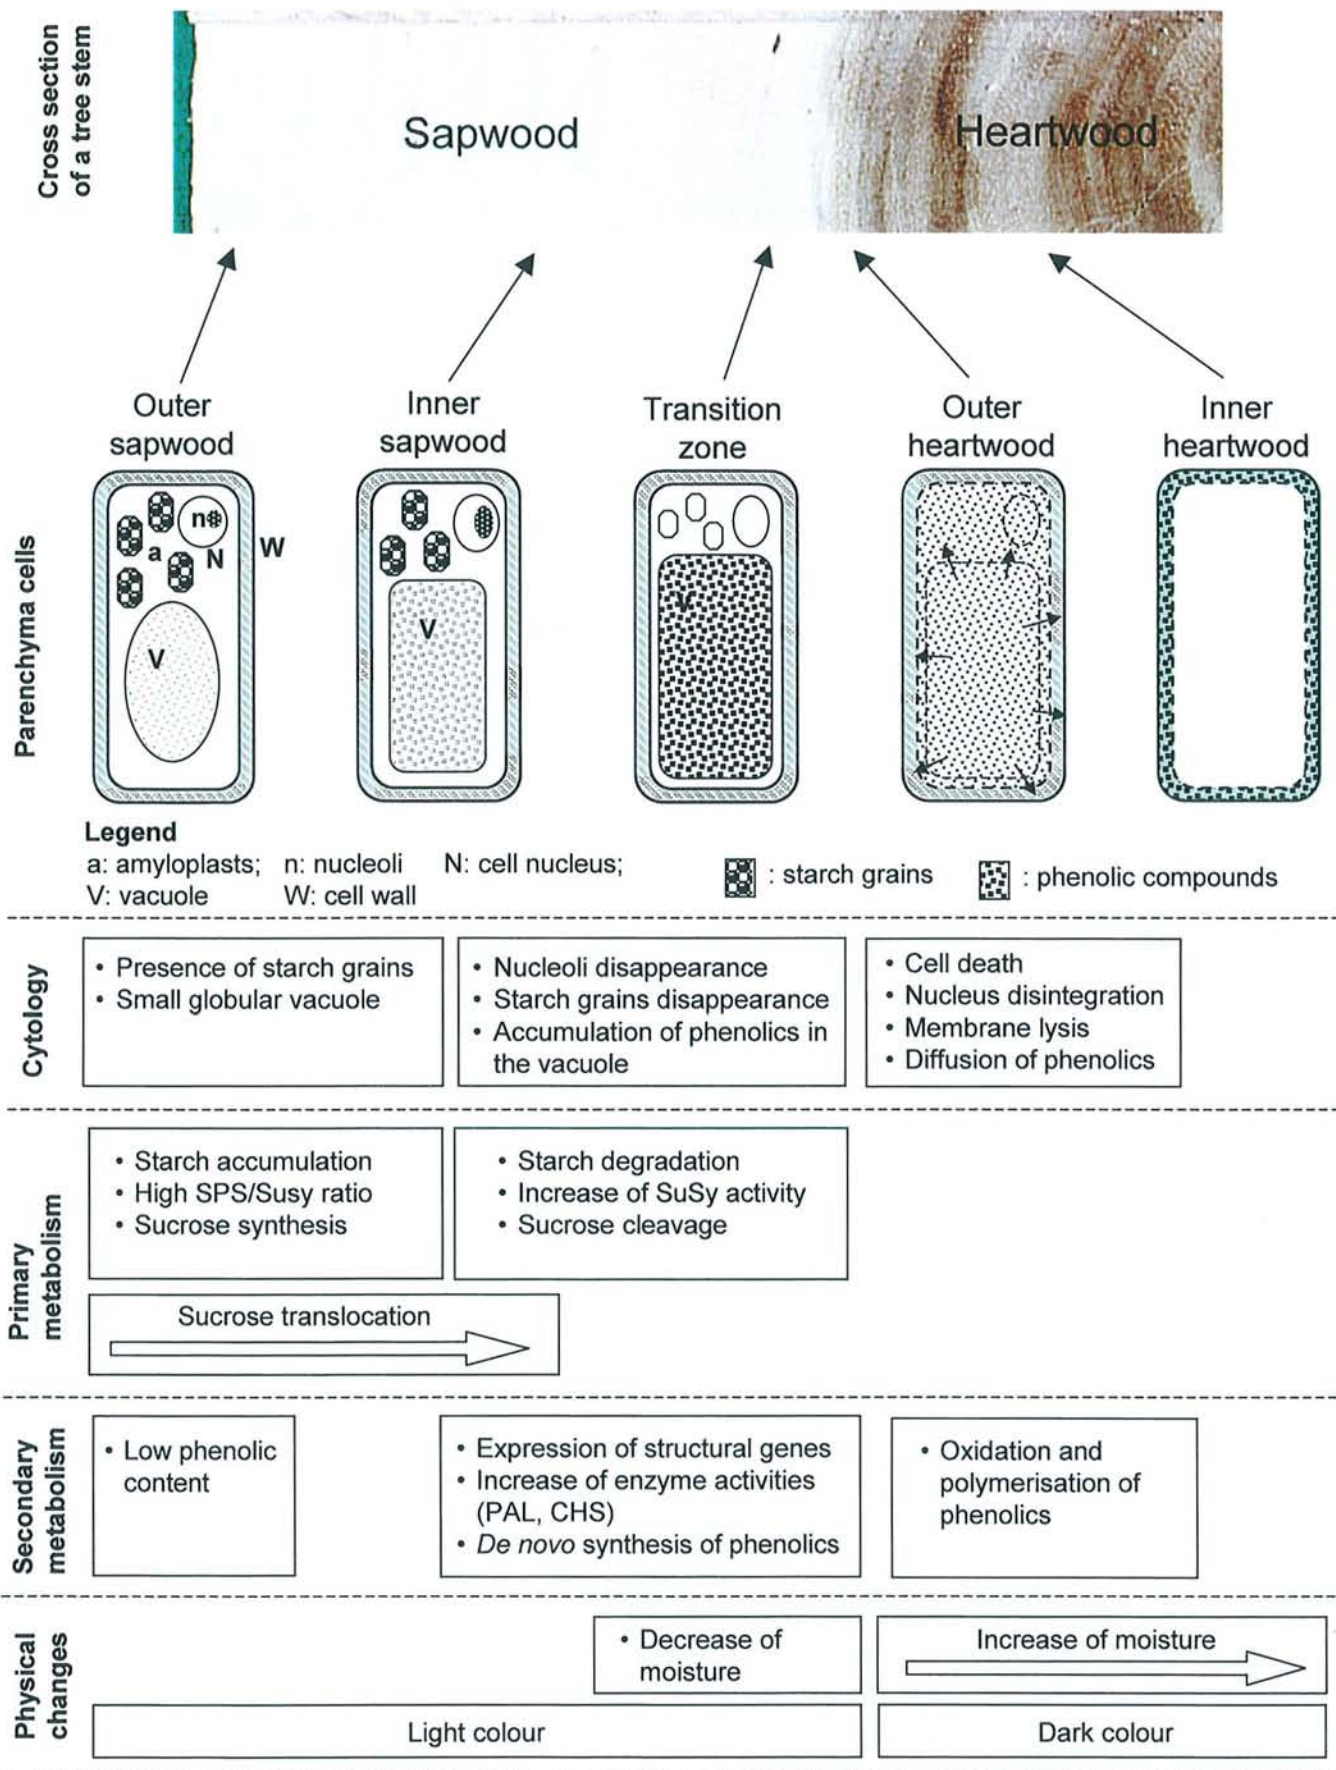 Cross section
of a tree stem
Sapwood
Heartwood
Outer
sapwood
Inner
sapwood
Transition
zone
Outer
heartwood
Inner
heartwood
Parenchyma cells
n
a
N
W
V
V
V
Legend
a: amyloplasts; n: nucleoli N: cell nucleus;
V: vacuole W: cell wall
: starch grains
: phenolic compounds
Cytology
• Presence of starch grains
• Small globular vacuole
• Nucleoli disappearance
• Starch grains disappearance
• Accumulation of phenolics in
the vacuole
• Cell death
• Nucleus disintegration
• Membrane lysis
• Diffusion of phenolics
Primary
metabolism
• Starch accumulation
• High SPS/Susy ratio
• Sucrose synthesis
• Starch degradation
• Increase of SuSy activity
• Sucrose cleavage
Sucrose translocation
Secondary
metabolism
• Low phenolic
content
• Expression of structural genes
• Increase of enzyme activities
(PAL, CHS)
• De novo synthesis of phenolics
• Oxidation and
polymerisation of
phenolics
Physical
changes
• Decrease of
moisture
Increase of moisture
Light colour
Dark colour